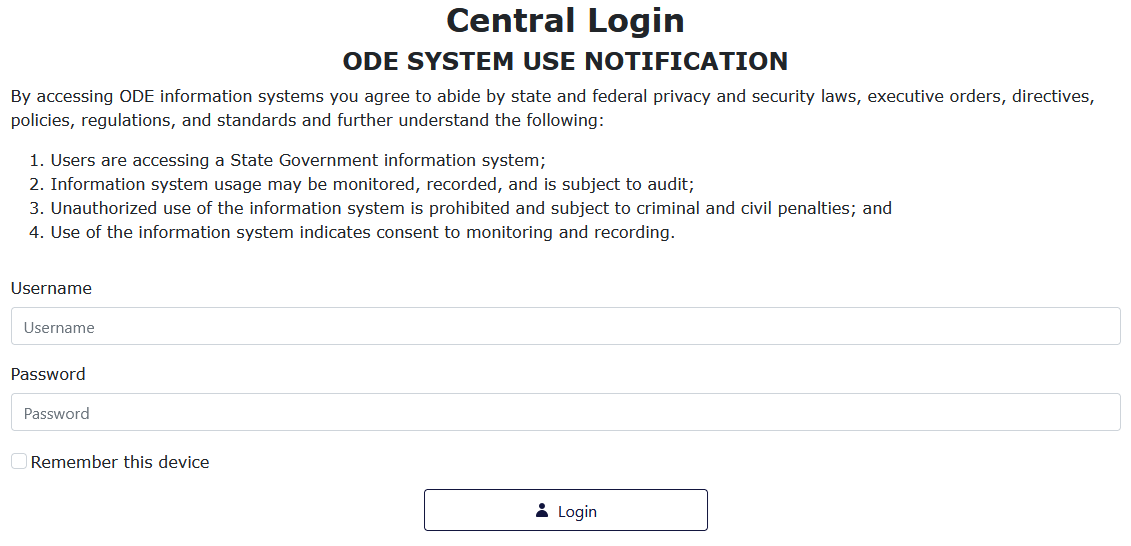 Central Login
ODE SYSTEM USE NOTIFICATION
By accessing ODE information systems you agree to abide by state and federal privacy and security laws, executive orders, directives,
policies, regulations, and standards and further understand the following:
1. Users are accessing a State Government information system;
2. Information system usage may be monitored, recorded, and is subject to audit;
3. Unauthorized use of the information system is prohibited and subject to criminal and civil penalties; and
4. Use of the information system indicates consent to monitoring and recording.
Username
Username
Password
Password
Remember this device
Login